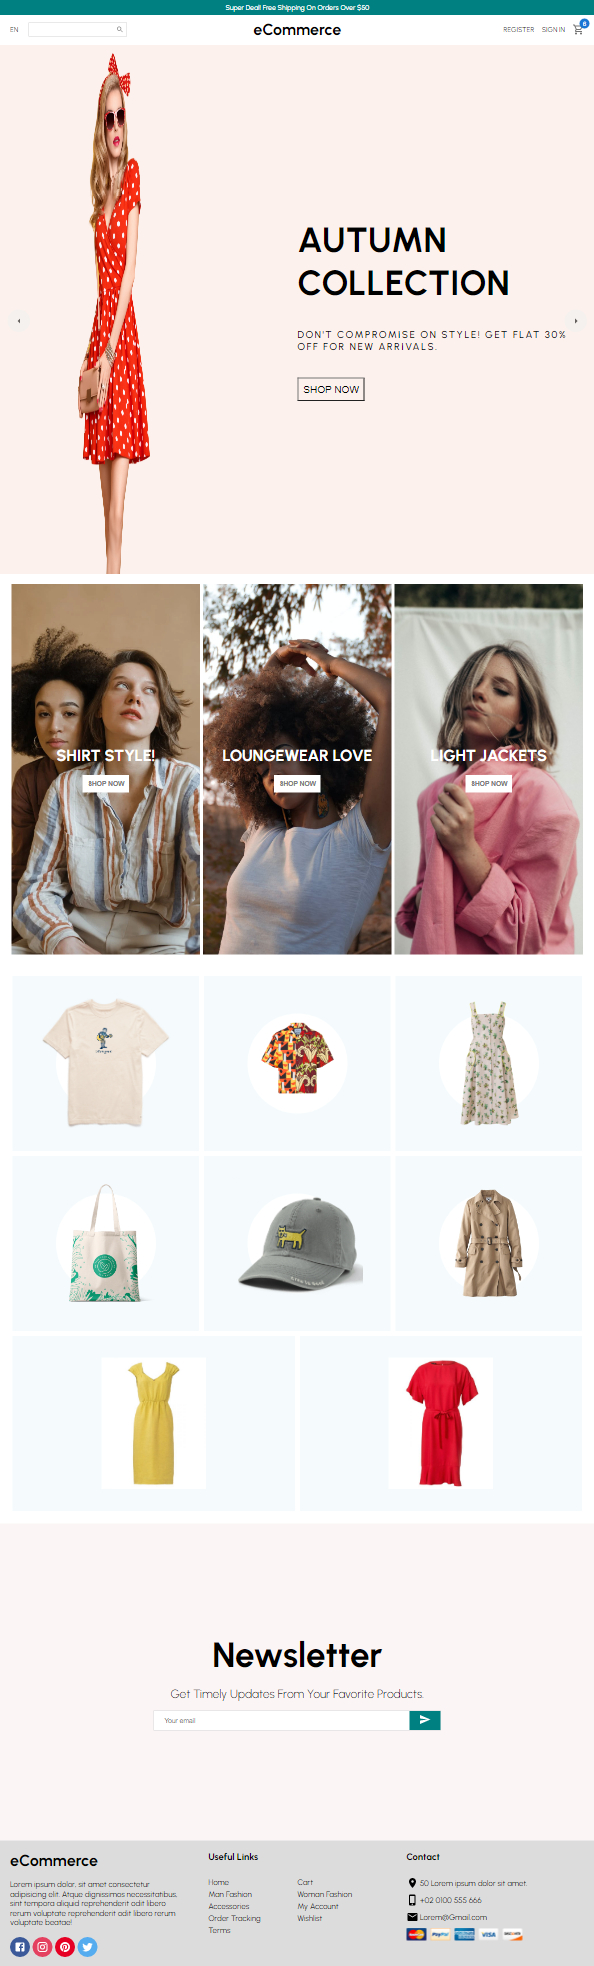 Super Deal! Free Shipping On Orders Over $50
EN
eCommerce
REGISTER
SIGN IN
6
AUTUMN
COLLECTION
DON'T COMPROMISE ON STYLE! GET FLAT 30%
OFF FOR NEW ARRIVALS.
SHOP NOW
SHIRT STYLE!
SHOP NOW
LOUNGEWEAR LOVE
SHOP NOW
LIGHT JACKETS
SHOP NOW
Newsletter
Get Timely Updates From Your Favorite Products.
Your email
eCommerce
Lorem ipsum dolor, sit amet consectetur
adipisicing elit. Atque dignissimos necessitatibus,
sint tempora aliquid reprehenderit odit libero
rerum voluptate reprehenderit odit libero rerum
voluptate beatae!
Useful Links
Home
Cart
Man Fashion
Woman Fashion
Accessories
My Account
Order Tracking
Wishlist
Terms
Contact
50 Lorem ipsum dolor sit amet.
+02 0100 555 666
Lorem@Gmail.com
PayPal
VISA